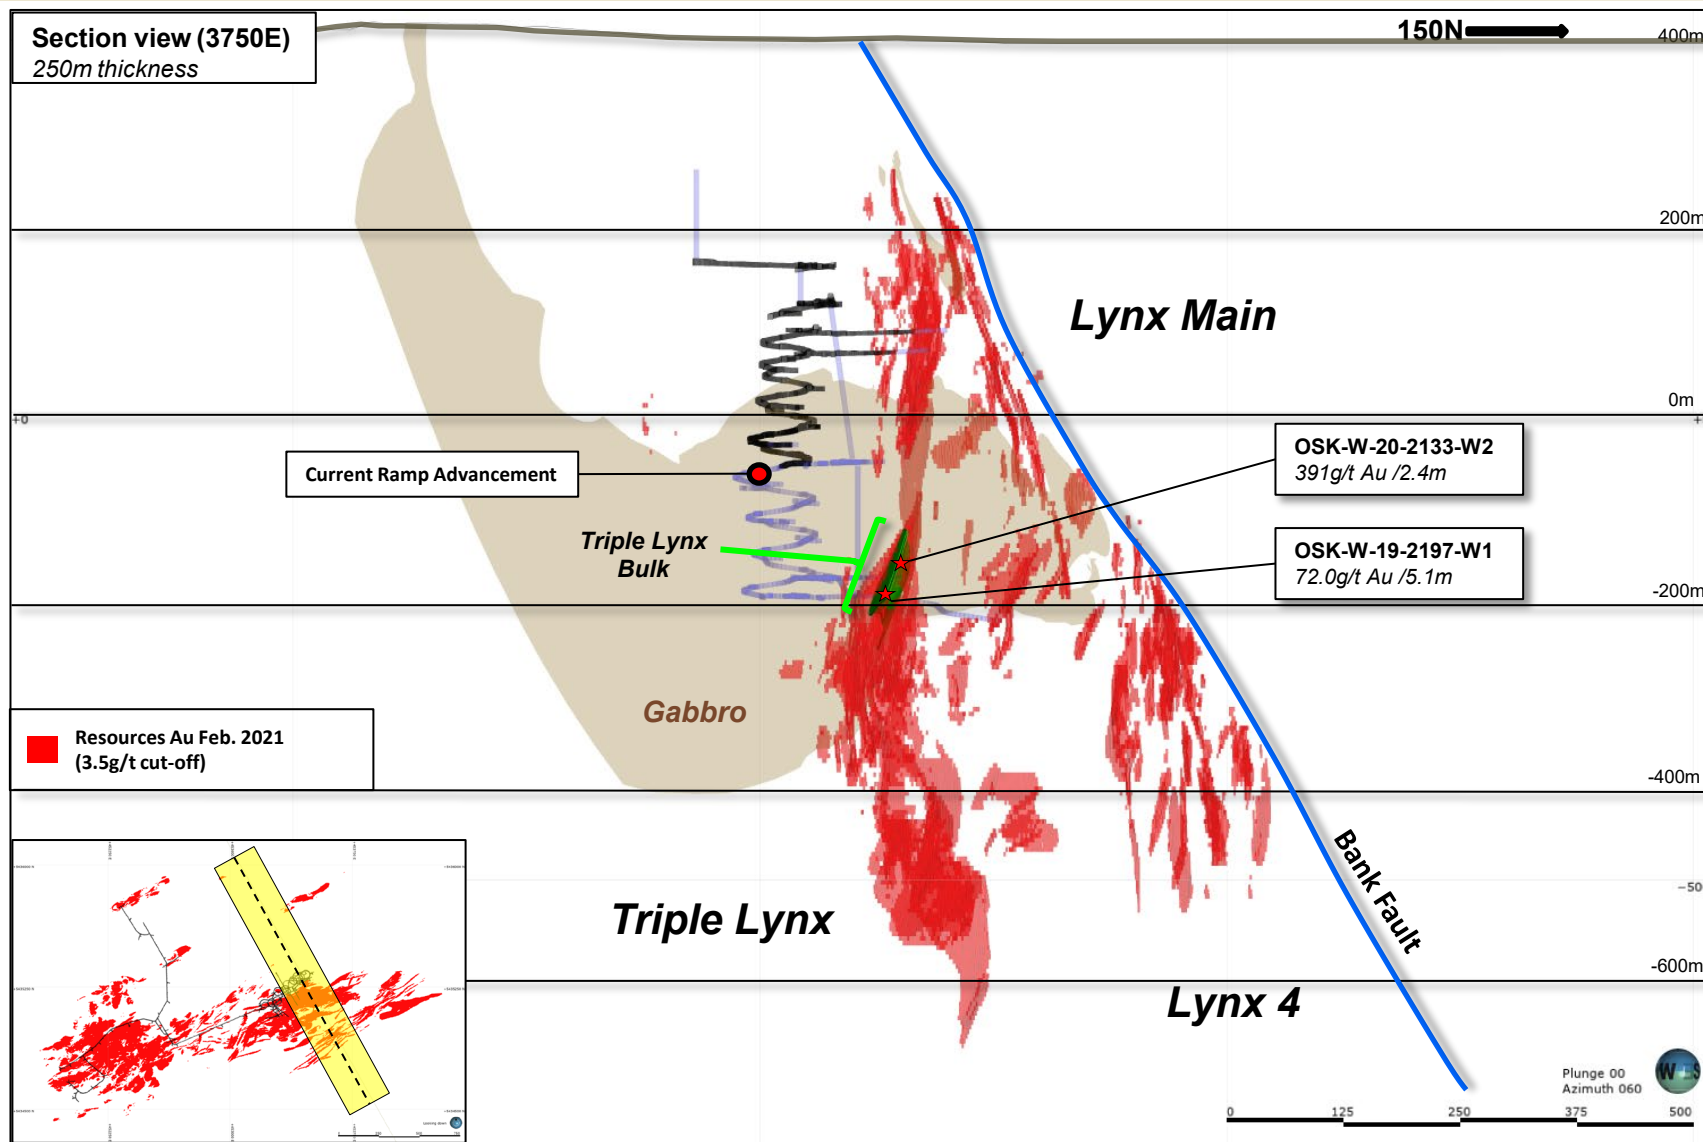 Section view (3750E)
250m thickness
150N
400m
200m
Lynx Main
0m
+0
OSK-W-20-2133-W2
391g/t Au /2.4m
Current Ramp Advancement
Triple Lynx
Bulk
OSK-W-19-2197-W1
72.0g/t Au /5.1m
-200m
Gabbro
Resources Au Feb. 2021
(3.5g/t cut-off)
-400m
Bank Fault
-50
Triple Lynx
-600m
Lynx 4
Plunge 00
Azimuth 060
0 125 250 375 500